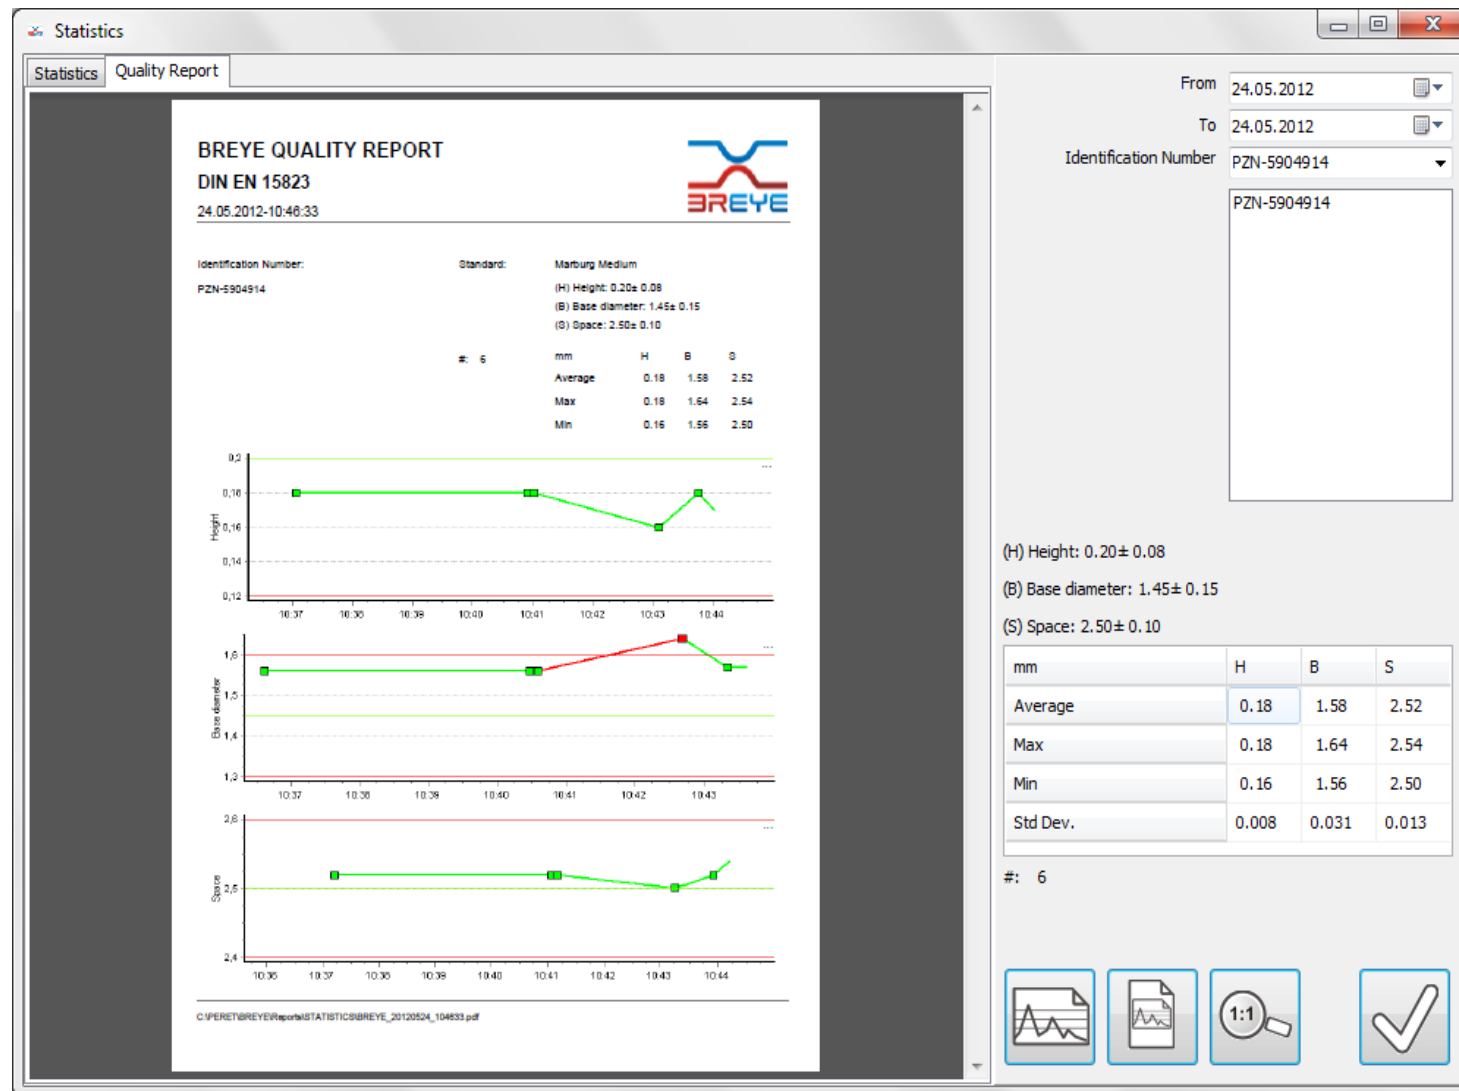 Statistics
Statistics Quality Report
BREYE QUALITY REPORT
DIN EN 15823
24.05.2012-10:46:33
BREYE
Identification Number: Standard: Marburg Medium
PZN-5904914 (H) Height: 0.20± 0.08
(B) Base diameter: 1.45± 0.15
(S) Space: 2.50± 0.10
#: 6 mm H B S
Average 0.18 1.58 2.52
Max 0.18 1.64 2.54
Min 0.16 1.56 2.50
Height
0,2
0,18
0,16
0,14
0,12
10:37 10:38 10:39 10:40 10:41 10:42 10:43 10:44
...
Base diameter
1,6
1,5
1,4
1,3
10:37 10:38 10:39 10:40 10:41 10:42 10:43
...
Space
2,6
2,5
2,4
10:36 10:37 10:38 10:39 10:40 10:41 10:42 10:43 10:44
...
C:\PERET\BREYE\Reports\STATISTICS\BREYE_20120524_104633.pdf
From 24.05.2012
To 24.05.2012
Identification Number PZN-5904914
PZN-5904914
(H) Height: 0.20± 0.08
(B) Base diameter: 1.45± 0.15
(S) Space: 2.50± 0.10
mm H B S
Average 0.18 1.58 2.52
Max 0.18 1.64 2.54
Min 0.16 1.56 2.50
Std Dev. 0.008 0.031 0.013
#: 6
1:1